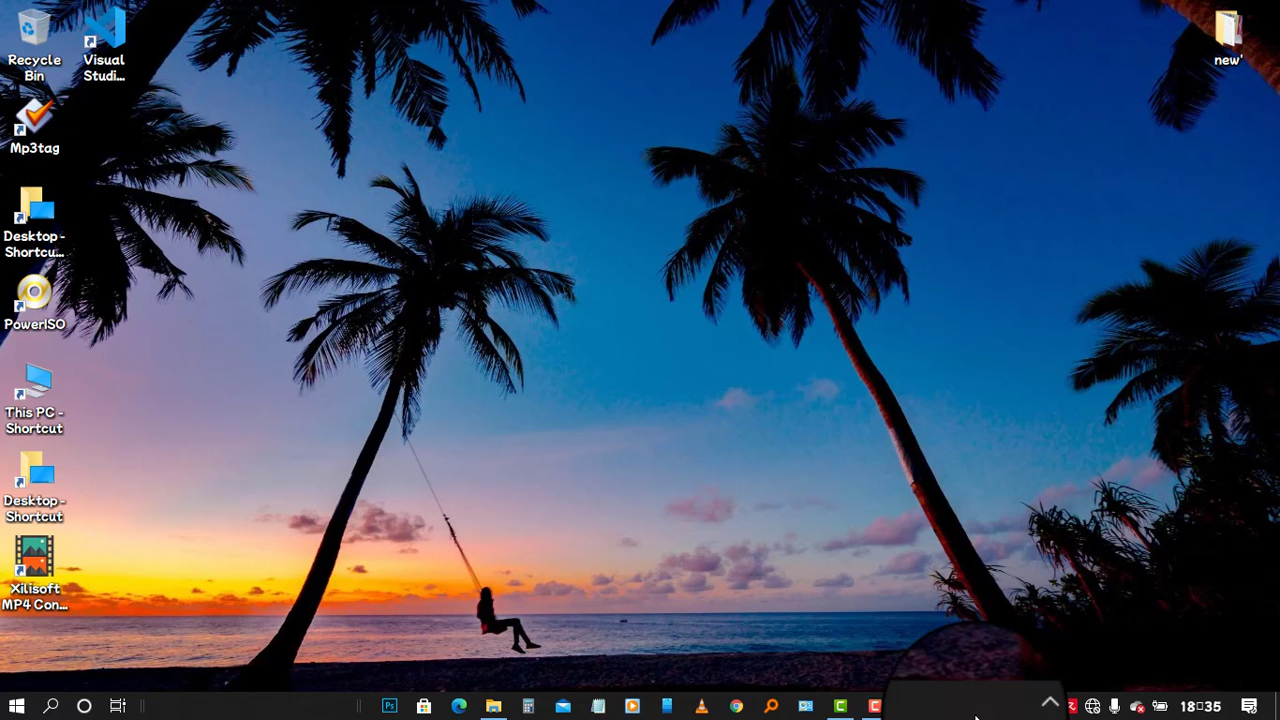 Recycle
Bin
Visual
Studi...
Mp3tag
Desktop -
Shortcu...
PowerISO
This PC -
Shortcut
Desktop -
Shortcut
Xilisoft
MP4 Con...
new'
Ps
18:35